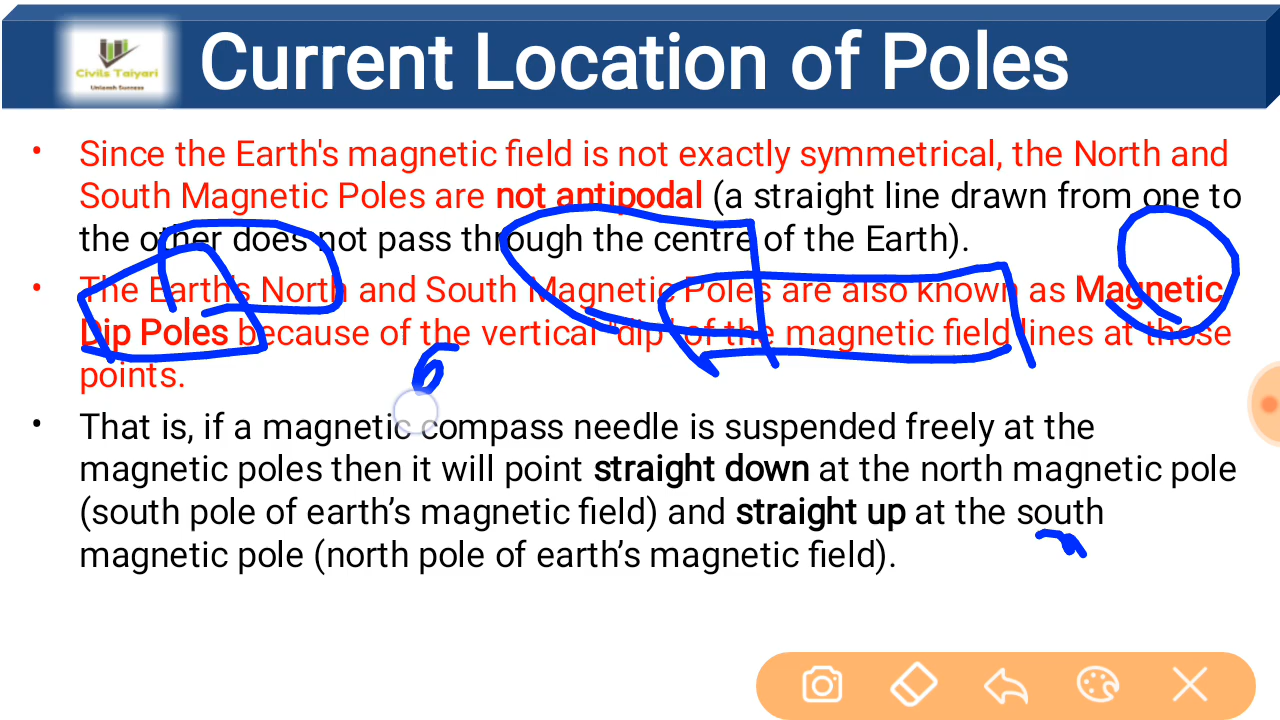 Civils Taiyari
Unleash Success
Current Location of Poles
• Since the Earth's magnetic field is not exactly symmetrical, the North and
South Magnetic Poles are not antipodal (a straight line drawn from one to
the other does not pass through the centre of the Earth).
• The Earth's North and South Magnetic Poles are also known as Magnetic
Dip Poles because of the vertical "dip" of the magnetic field lines at those
points.
• That is, if a magnetic compass needle is suspended freely at the
magnetic poles then it will point straight down at the north magnetic pole
(south pole of earth’s magnetic field) and straight up at the south
magnetic pole (north pole of earth’s magnetic field).